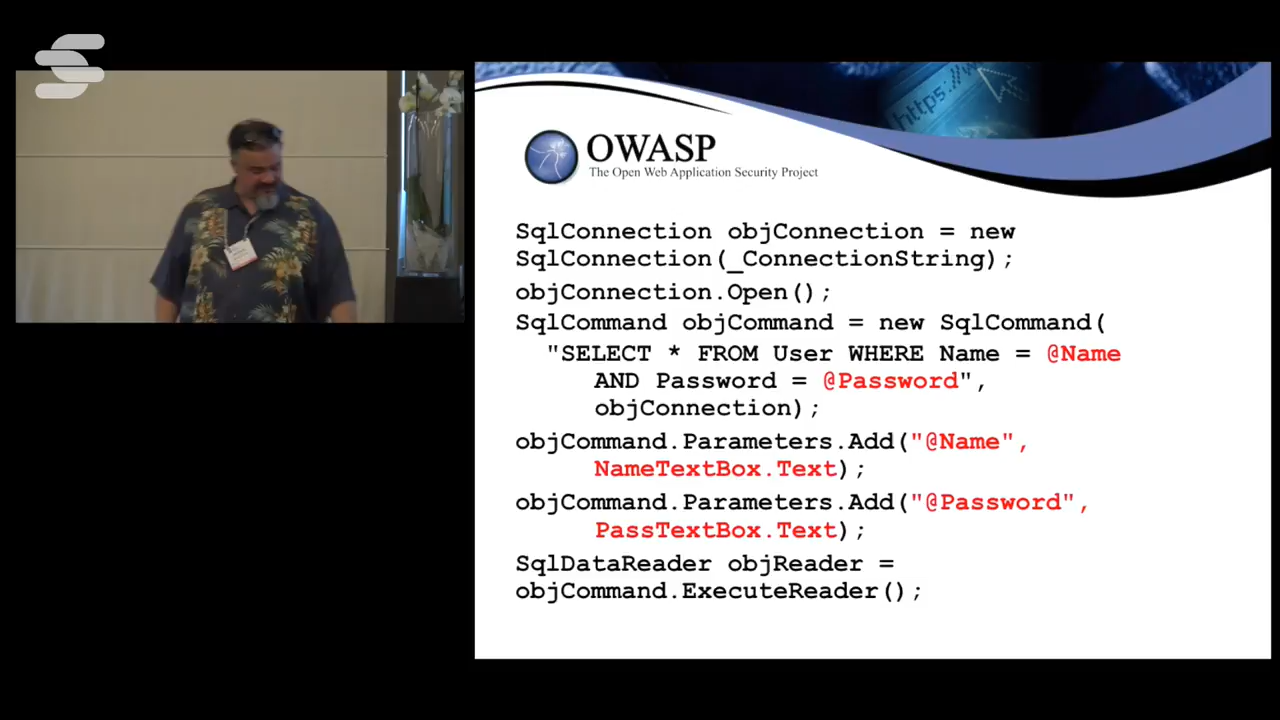 https://w
OWASP
The Open Web Application Security Project
SqlConnection objConnection = new
SqlConnection(_ConnectionString);
objConnection.Open();
SqlCommand objCommand = new SqlCommand(
"SELECT * FROM User WHERE Name = @Name
AND Password = @Password",
objConnection);
objCommand.Parameters.Add("@Name",
NameTextBox.Text);
objCommand.Parameters.Add("@Password",
PassTextBox.Text);
SqlDataReader objReader =
objCommand.ExecuteReader();